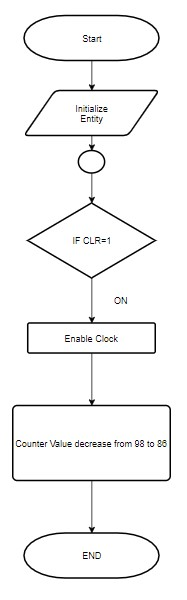 Start
Initialize
Entity
IF CLR=1
ON
Enable Clock
Counter Value decrease from 98 to 86
END